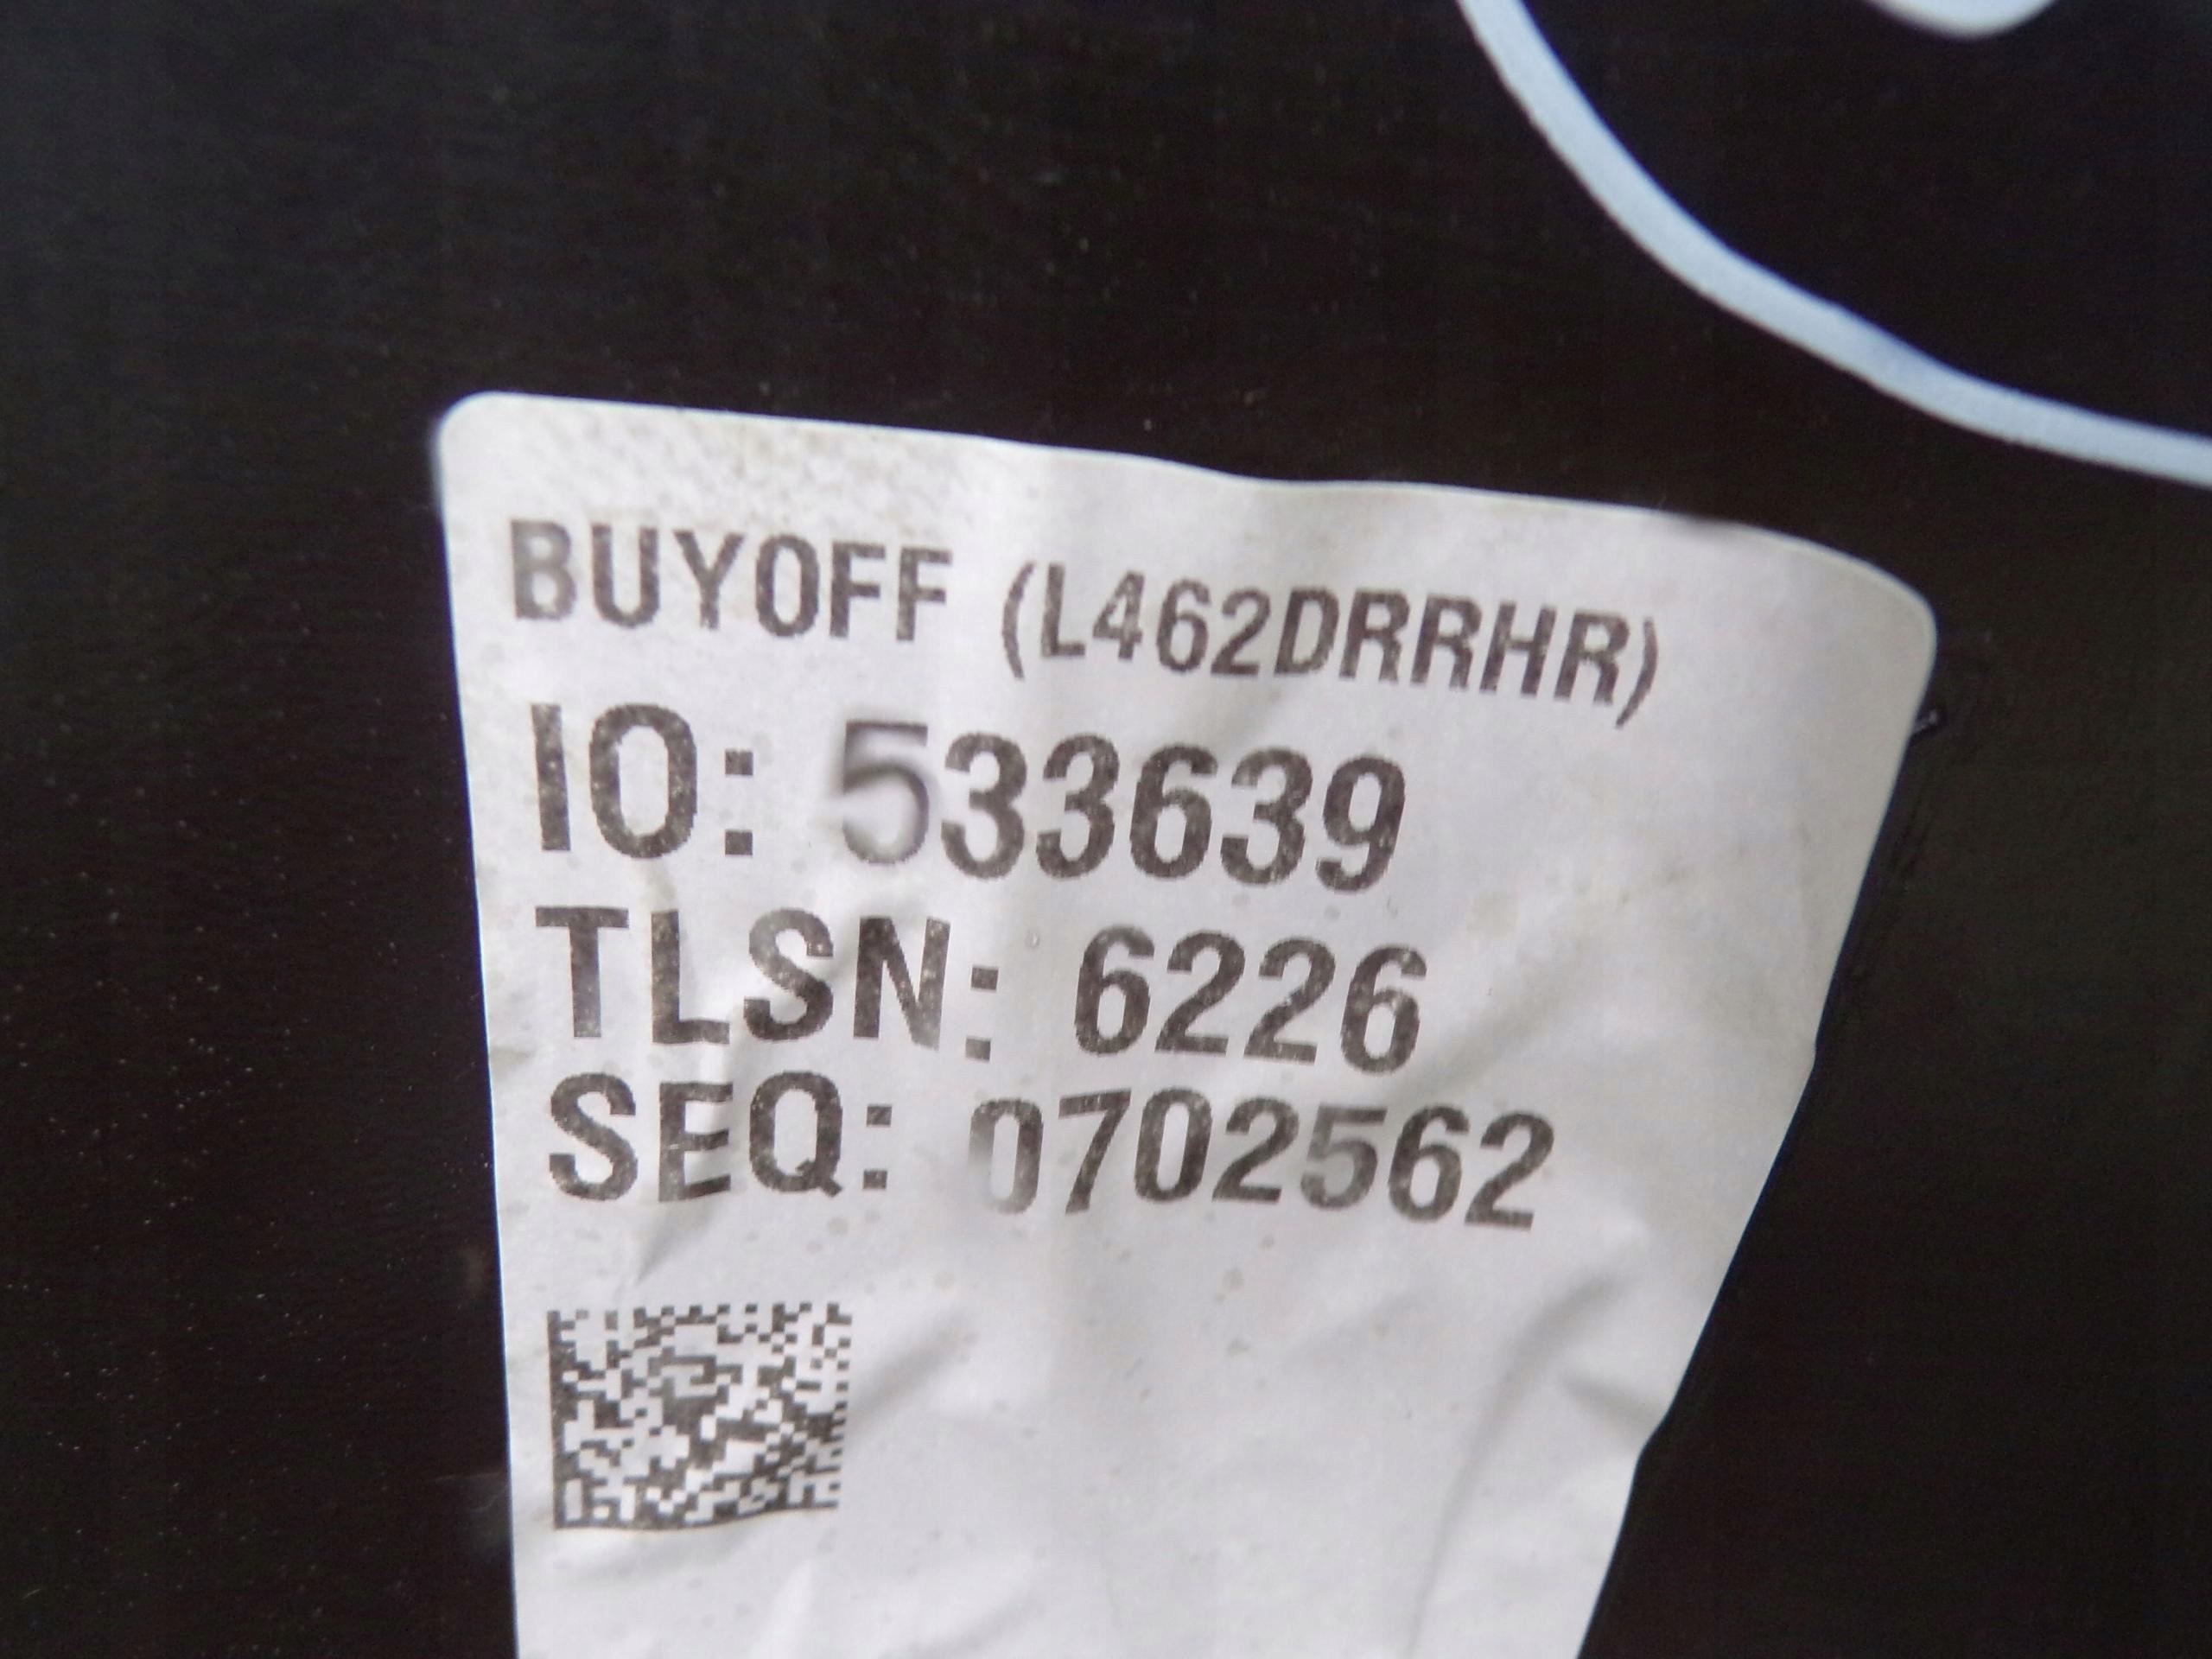 BUYOFF (L462DRRHR)
IO: 533639
TLSN: 6226
SEQ: 0702562